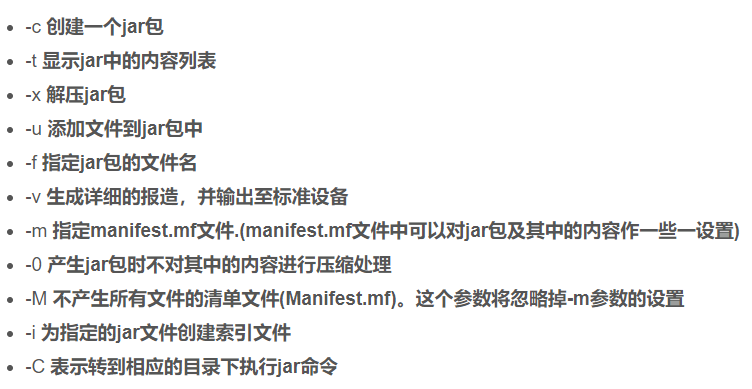 -c 创建一个jar包
-t 显示jar中的内容列表
-x 解压jar包
-u 添加文件到jar包中
-f 指定jar包的文件名
-v 生成详细的报造，并输出至标准设备
-m 指定manifest.mf文件.(manifest.mf文件中可以对jar包及其中的内容作一些一设置)
-0 产生jar包时不对其中的内容进行压缩处理
-M 不产生所有文件的清单文件(Manifest.mf)。这个参数将忽略掉-m参数的设置
-i 为指定的jar文件创建索引文件
-C 表示转到相应的目录下执行jar命令